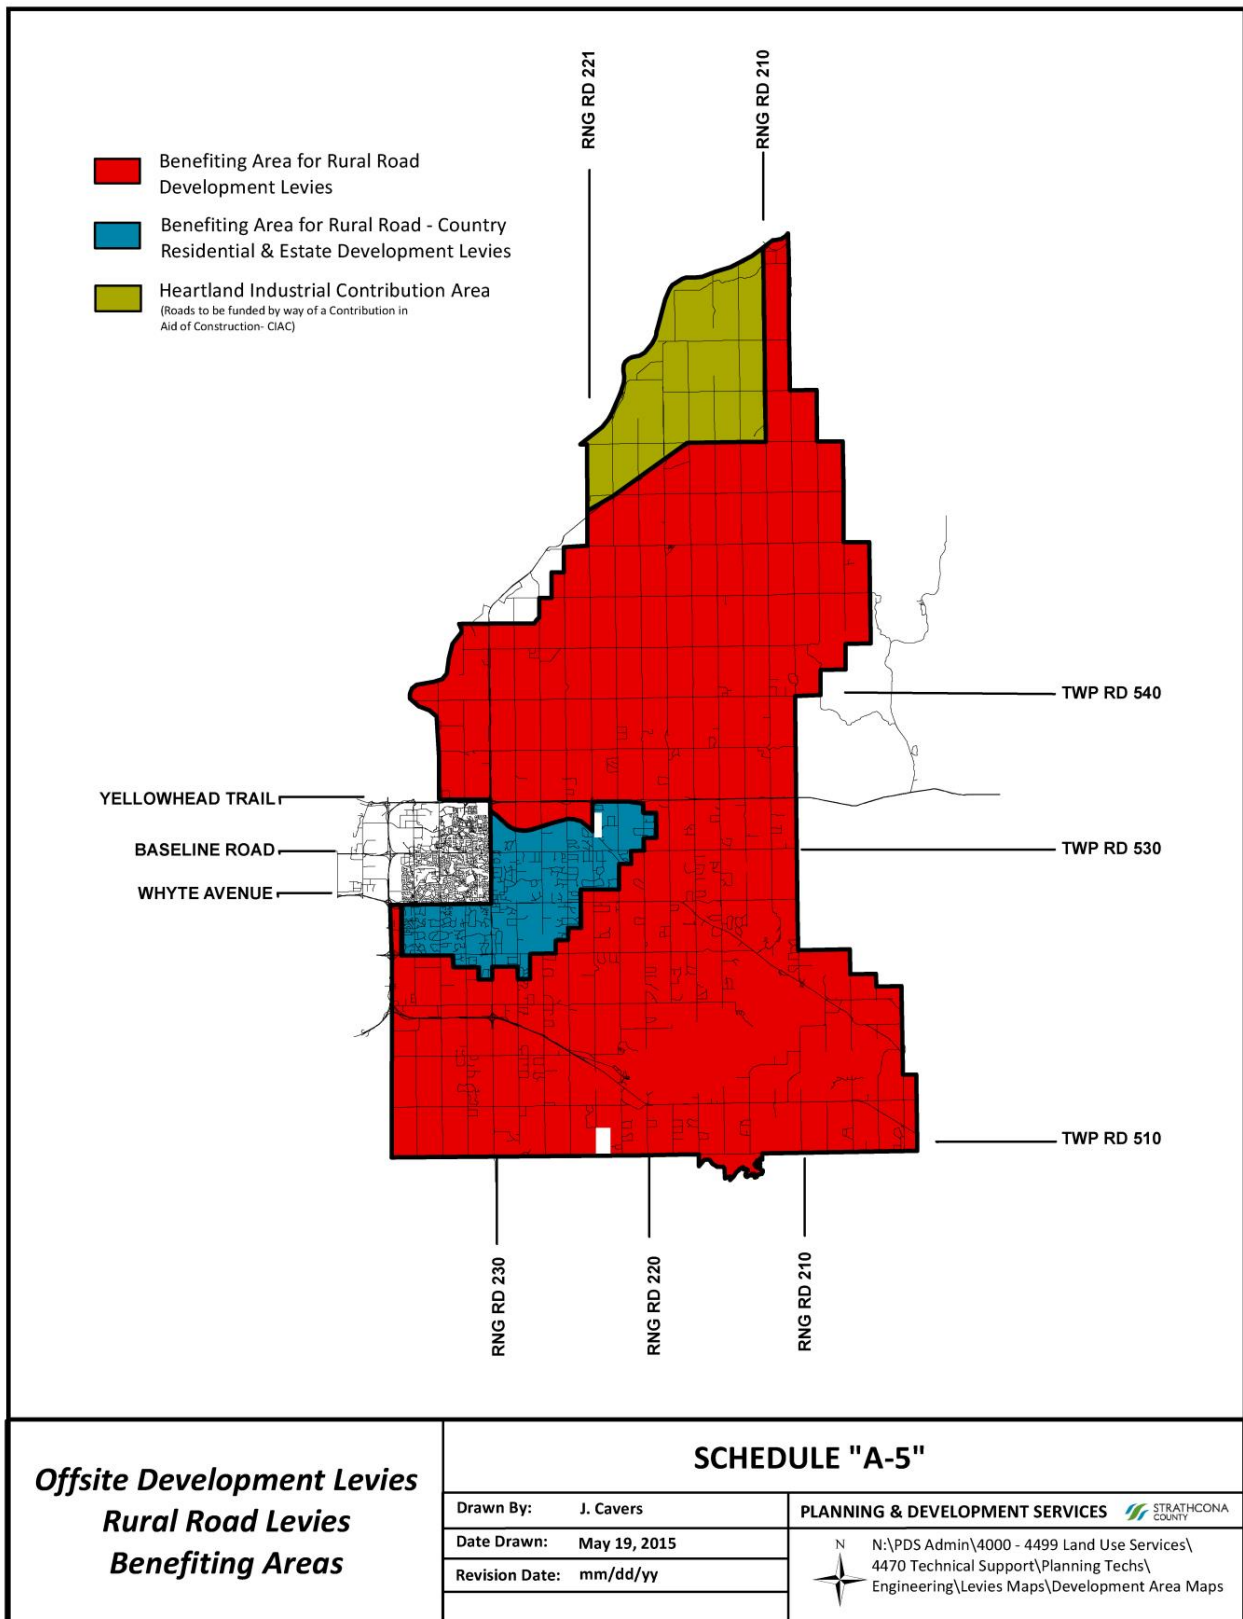 RNG RD 221
RNG RD 210
Benefiting Area for Rural Road
Development Levies
Benefiting Area for Rural Road - Country
Residential & Estate Development Levies
Heartland Industrial Contribution Area
(Roads to be funded by way of a Contribution in
Aid of Construction- CIAC)
TWP RD 540
YELLOWHEAD TRAIL
BASELINE ROAD
TWP RD 530
WHYTE AVENUE
TWP RD 510
RNG RD 230
RNG RD 220
RNG RD 210
Offsite Development Levies
Rural Road Levies
Benefiting Areas
SCHEDULE "A-5"
Drawn By: J. Cavers
Date Drawn: May 19, 2015
Revision Date: mm/dd/yy
PLANNING & DEVELOPMENT SERVICES
STRATHCONA
COUNTY
N
N:\PDS Admin\4000 - 4499 Land Use Services\
4470 Technical Support\Planning Techs\
Engineering\Levies Maps\Development Area Maps